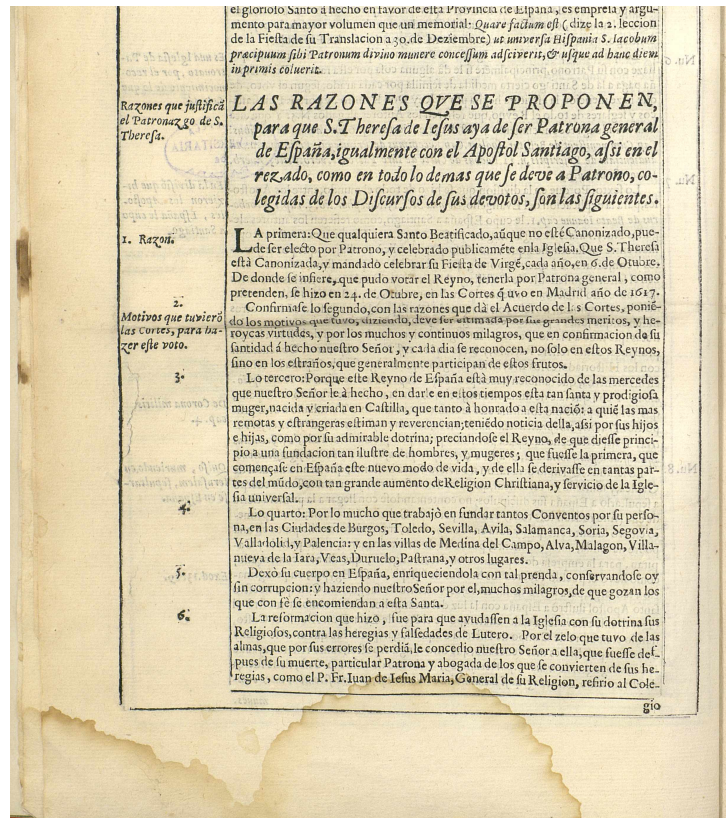 el glorioso Santo à hecho en favor de esta Provincia de España, es empresa y argu-
mento para mayor volumen que un memorial: Quare factum est (dize la 2. leccion
de la Fiesta de su Translacion a 30. de Deziembre) ut universa Hispania S. Iacobum
præcipuum sibi Patronum divino munere concessum adsciverit, & usque ad hanc diem
in primis coluerit.
Razones que justificã
el Patronazgo de S.
Theresa.
LAS RAZONES QVE SE PROPONEN,
para que S. Theresa de Iesus aya de ser Patrona general
de España, igualmente con el Apostol Santiago, assi en el
rezado, como en todo lo demas que se deve a Patrono, co-
legidas de los Discursos de sus devotos, son las siguientes.
1. Razon.
LA primera: Que qualquiera Santo Beatificado, aũque no esté Canonizado, pue-
de ser electo por Patrono, y celebrado publicamẽte en la Iglesia. Que S. Theresa
està Canonizada, y mandado celebrar su Fiesta de Virgẽ, cada año, en 6. de Otubre.
De donde se infiere, que pudo votar el Reyno, tenerla por Patrona general, como
pretenden, se hizo en 24. de Otubre, en las Cortes q̃ uvo en Madrid año de 1617.
2.
Motivos que tuvierõ
las Cortes, para ha-
zer este voto.
Confirmase lo segundo, con las razones que dà el Acuerdo de las Cortes, poniẽ-
do los motivos que tuvo, diziendo, deve ser estimada por sus grandes meritos, y he-
roycas virtudes, y por los muchos y continuos milagros, que en confirmacion de su
santidad à hecho nuestro Señor, y cada dia se reconocen, no solo en estos Reynos,
sino en los estraños, que generalmente participan de estos frutos.
3.
Lo tercero: Porque este Reyno de España està muy reconocido de las mercedes
que nuestro Señor le à hecho, en darle en estos tiempos esta tan santa y prodigiosa
muger, nacida y criada en Castilla, que tanto à honrado a esta naciõ: a quiẽ las mas
remotas y estrangeras estiman y reverencian; teniẽdo noticia della, assi por sus hijos
e hijas, como por su admirable dotrina; preciandose el Reyno, de que diesse princi-
pio a una fundacion tan ilustre de hombres, y mugeres; que fuesse la primera, que
començasse en España este nuevo modo de vida, y de ella se derivasse en tantas par-
tes del mũdo, con tan grande aumento de Religion Christiana, y servicio de la Igle-
sia universal.
4.
Lo quarto: Por lo mucho que trabajò en fundar tantos Conventos por su perso-
na, en las Ciudades de Burgos, Toledo, Sevilla, Avila, Salamanca, Soria, Segovia,
Valladolid, y Palencia: y en las villas de Medina del Campo, Alva, Malagon, Villa-
nueva de la Iara, Veas, Duruelo, Pastrana, y otros lugares.
5.
Dexò su cuerpo en España, enriqueciendola con tal prenda, conservandose oy
sin corrupcion: y haziendo nuestro Señor por el, muchos milagros, de que gozan los
que con fè se encomiendan a esta Santa.
6.
La reformacion que hizo, fue para que ayudassen a la Iglesia con su dotrina sus
Religiosos, contra las heregias y falsedades de Lutero. Por el zelo que tuvo de las
almas, que por sus errores se perdiã, le concedio nuestro Señor a ella, que fuesse des-
pues de su muerte, particular Patrona y abogada de los que se convierten de sus he-
regias, como el P. Fr. Iuan de Iesus Maria, General de su Religion, refirio al Cole-
gio